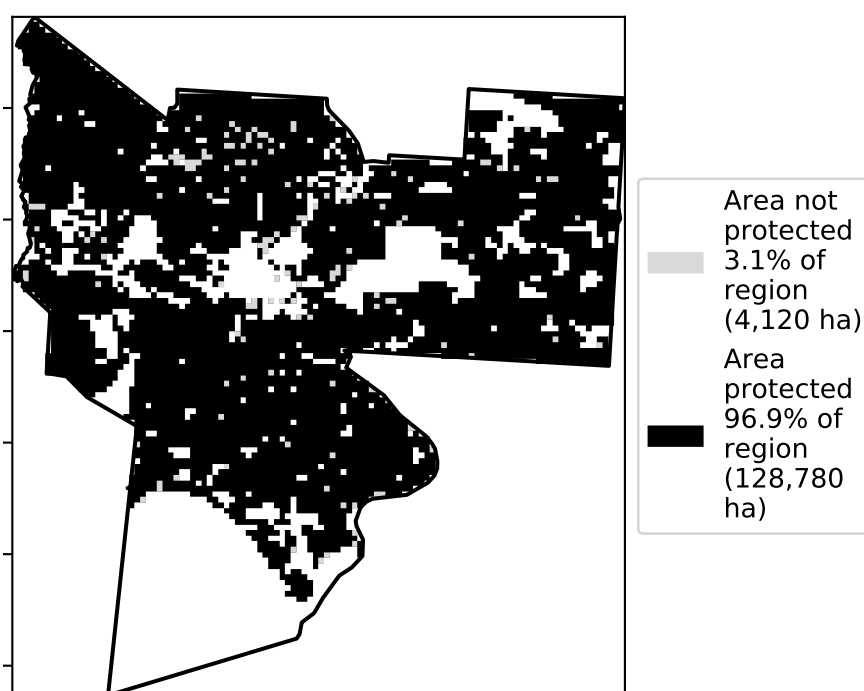 Area not
protected
3.1% of
region
(4,120 ha)
Area
protected
96.9% of
region
(128,780
ha)